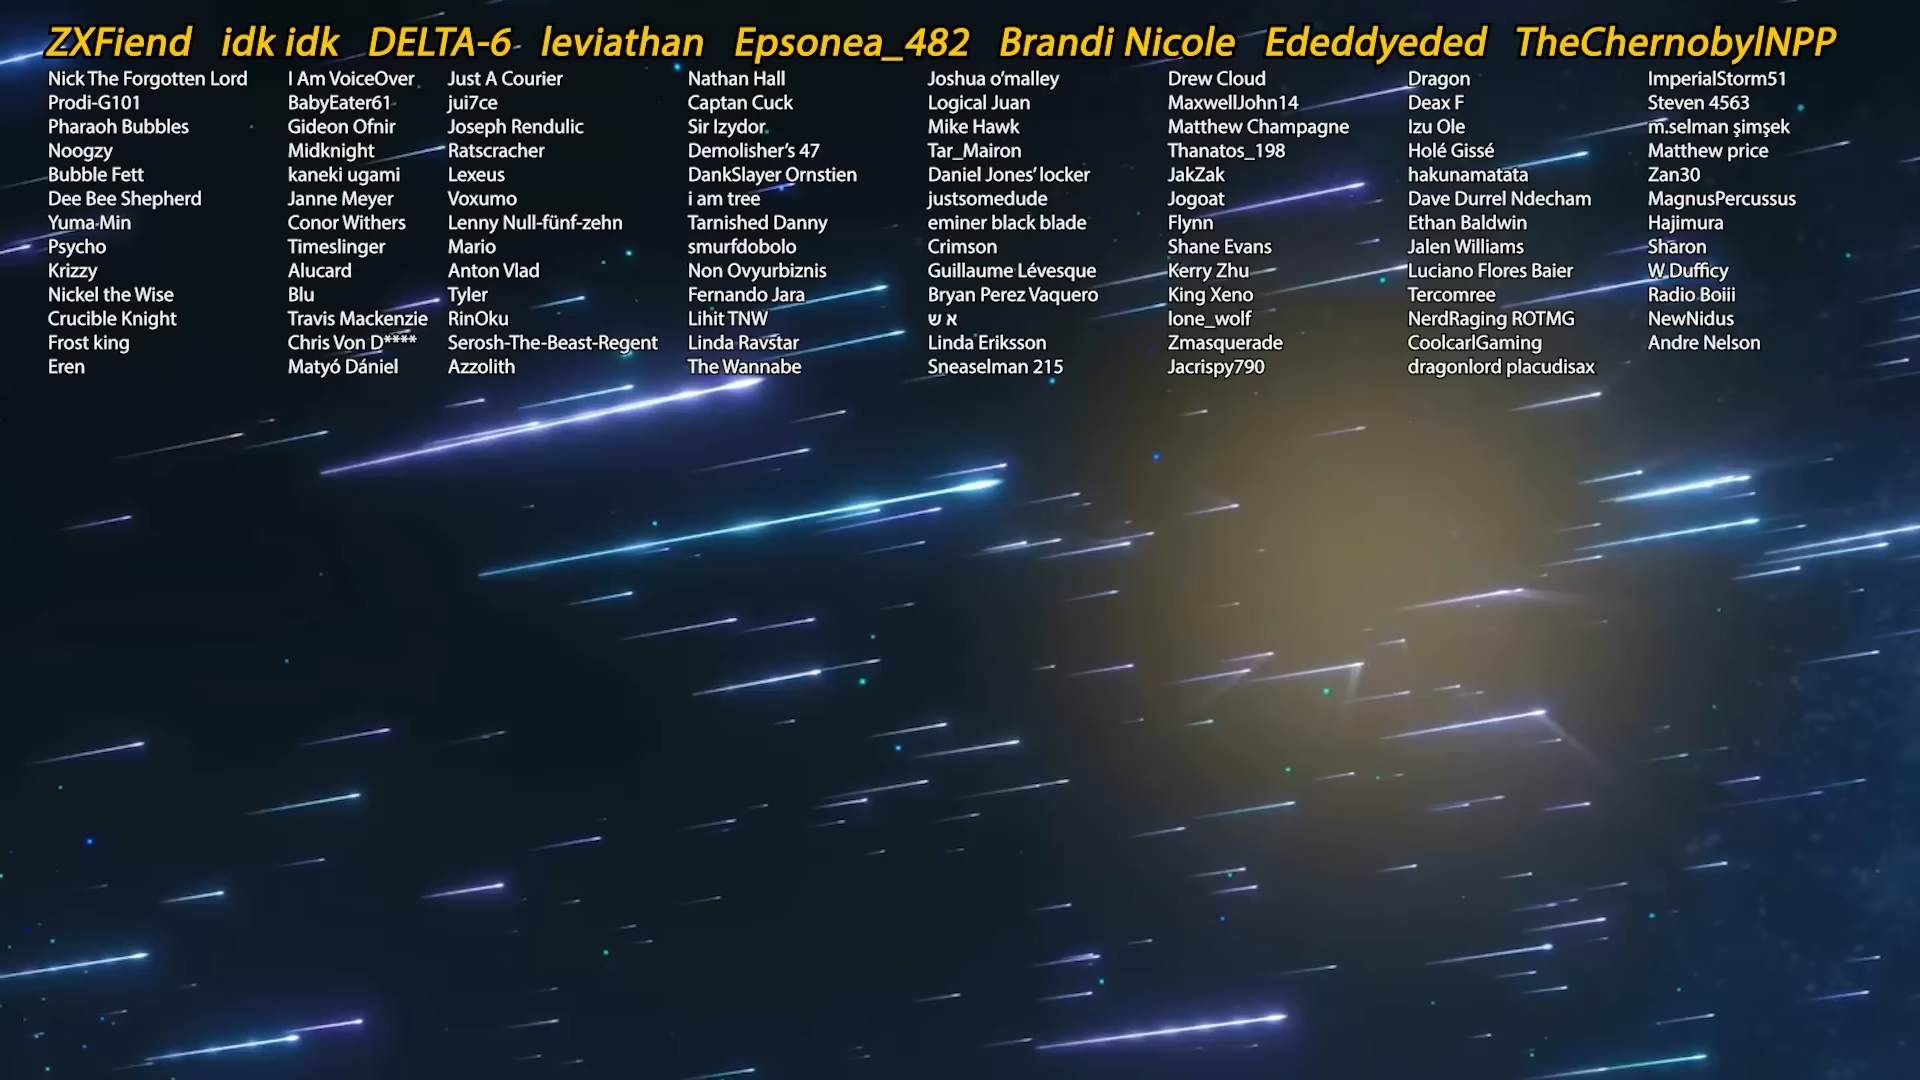 ZXFiend idk idk DELTA-6 leviathan Epsonea_482 Brandi Nicole Ededdyeded TheChernobylNPP
Nick The Forgotten Lord I Am VoiceOver Just A Courier Nathan Hall Joshua o’malley Drew Cloud Dragon ImperialStorm51
Prodi-G101 BabyEater61 jui7ce Captan Cuck Logical Juan MaxwellJohn14 Deax F Steven 4563
Pharaoh Bubbles Gideon Ofnir Joseph Rendulic Sir Izydor Mike Hawk Matthew Champagne Izu Ole m.selman şimşek
Noogzy Midknight Ratscracher Demolisher’s 47 Tar_Mairon Thanatos_198 Holé Gissé Matthew price
Bubble Fett kaneki ugami Lexeus DankSlayer Ornstien Daniel Jones’ locker JakZak hakunamatata Zan30
Dee Bee Shepherd Janne Meyer Voxumo i am tree justsomedude Jogoat Dave Durrel Ndecham MagnusPercussus
Yuma Min Conor Withers Lenny Null-fünf-zehn Tarnished Danny eminer black blade Flynn Ethan Baldwin Hajimura
Psycho Timeslinger Mario smurfdobolo Crimson Shane Evans Jalen Williams Sharon
Krizzy Alucard Anton Vlad Non Ovyurbiznis Guillaume Lévesque Kerry Zhu Luciano Flores Baier W Dufficy
Nickel the Wise Blu Tyler Fernando Jara Bryan Perez Vaquero King Xeno Tercomree Radio Boiii
Crucible Knight Travis Mackenzie RinOku Lihit TNW א ש lone_wolf NerdRaging ROTMG NewNidus
Frost king Chris Von D**** Serosh-The-Beast-Regent Linda Ravstar Linda Eriksson Zmasquerade CoolcarlGaming Andre Nelson
Eren Matyó Dániel Azzolith The Wannabe Sneaselman 215 Jacrispy790 dragonlord placudisax